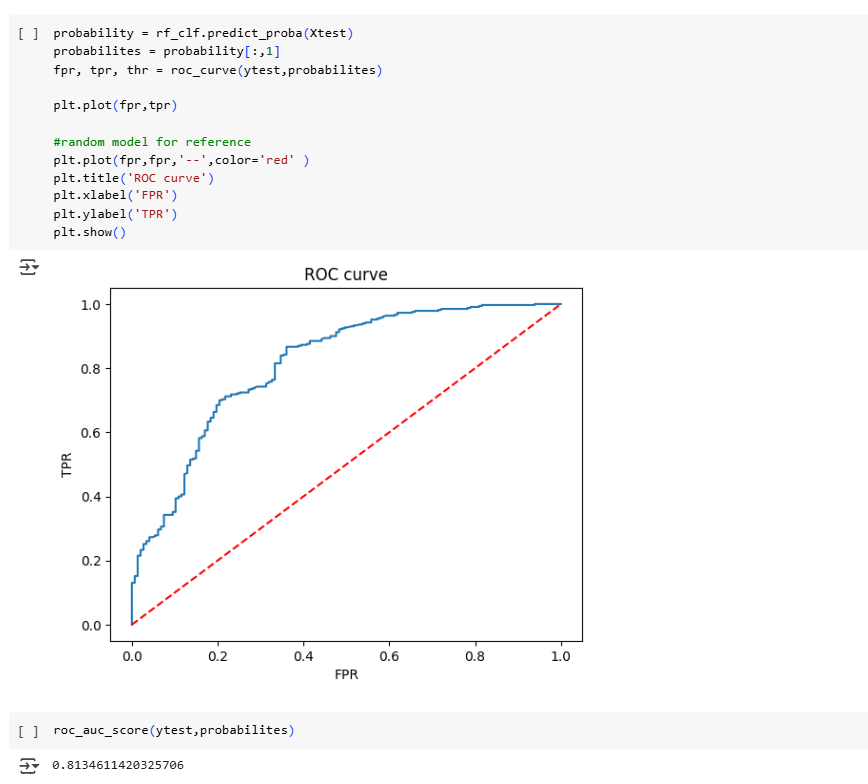 [ ] probability = rf_clf.predict_proba(Xtest)
probabilites = probability[:,1]
fpr, tpr, thr = roc_curve(ytest,probabilites)
plt.plot(fpr,tpr)
#random model for reference
plt.plot(fpr,fpr,'--',color='red' )
plt.title('ROC curve')
plt.xlabel('FPR')
plt.ylabel('TPR')
plt.show()
ROC curve
1.0
0.8
0.6
TPR
0.4
0.2
0.0
0.0 0.2 0.4 0.6 0.8 1.0
FPR
[ ] roc_auc_score(ytest,probabilites)
0.8134611420325706